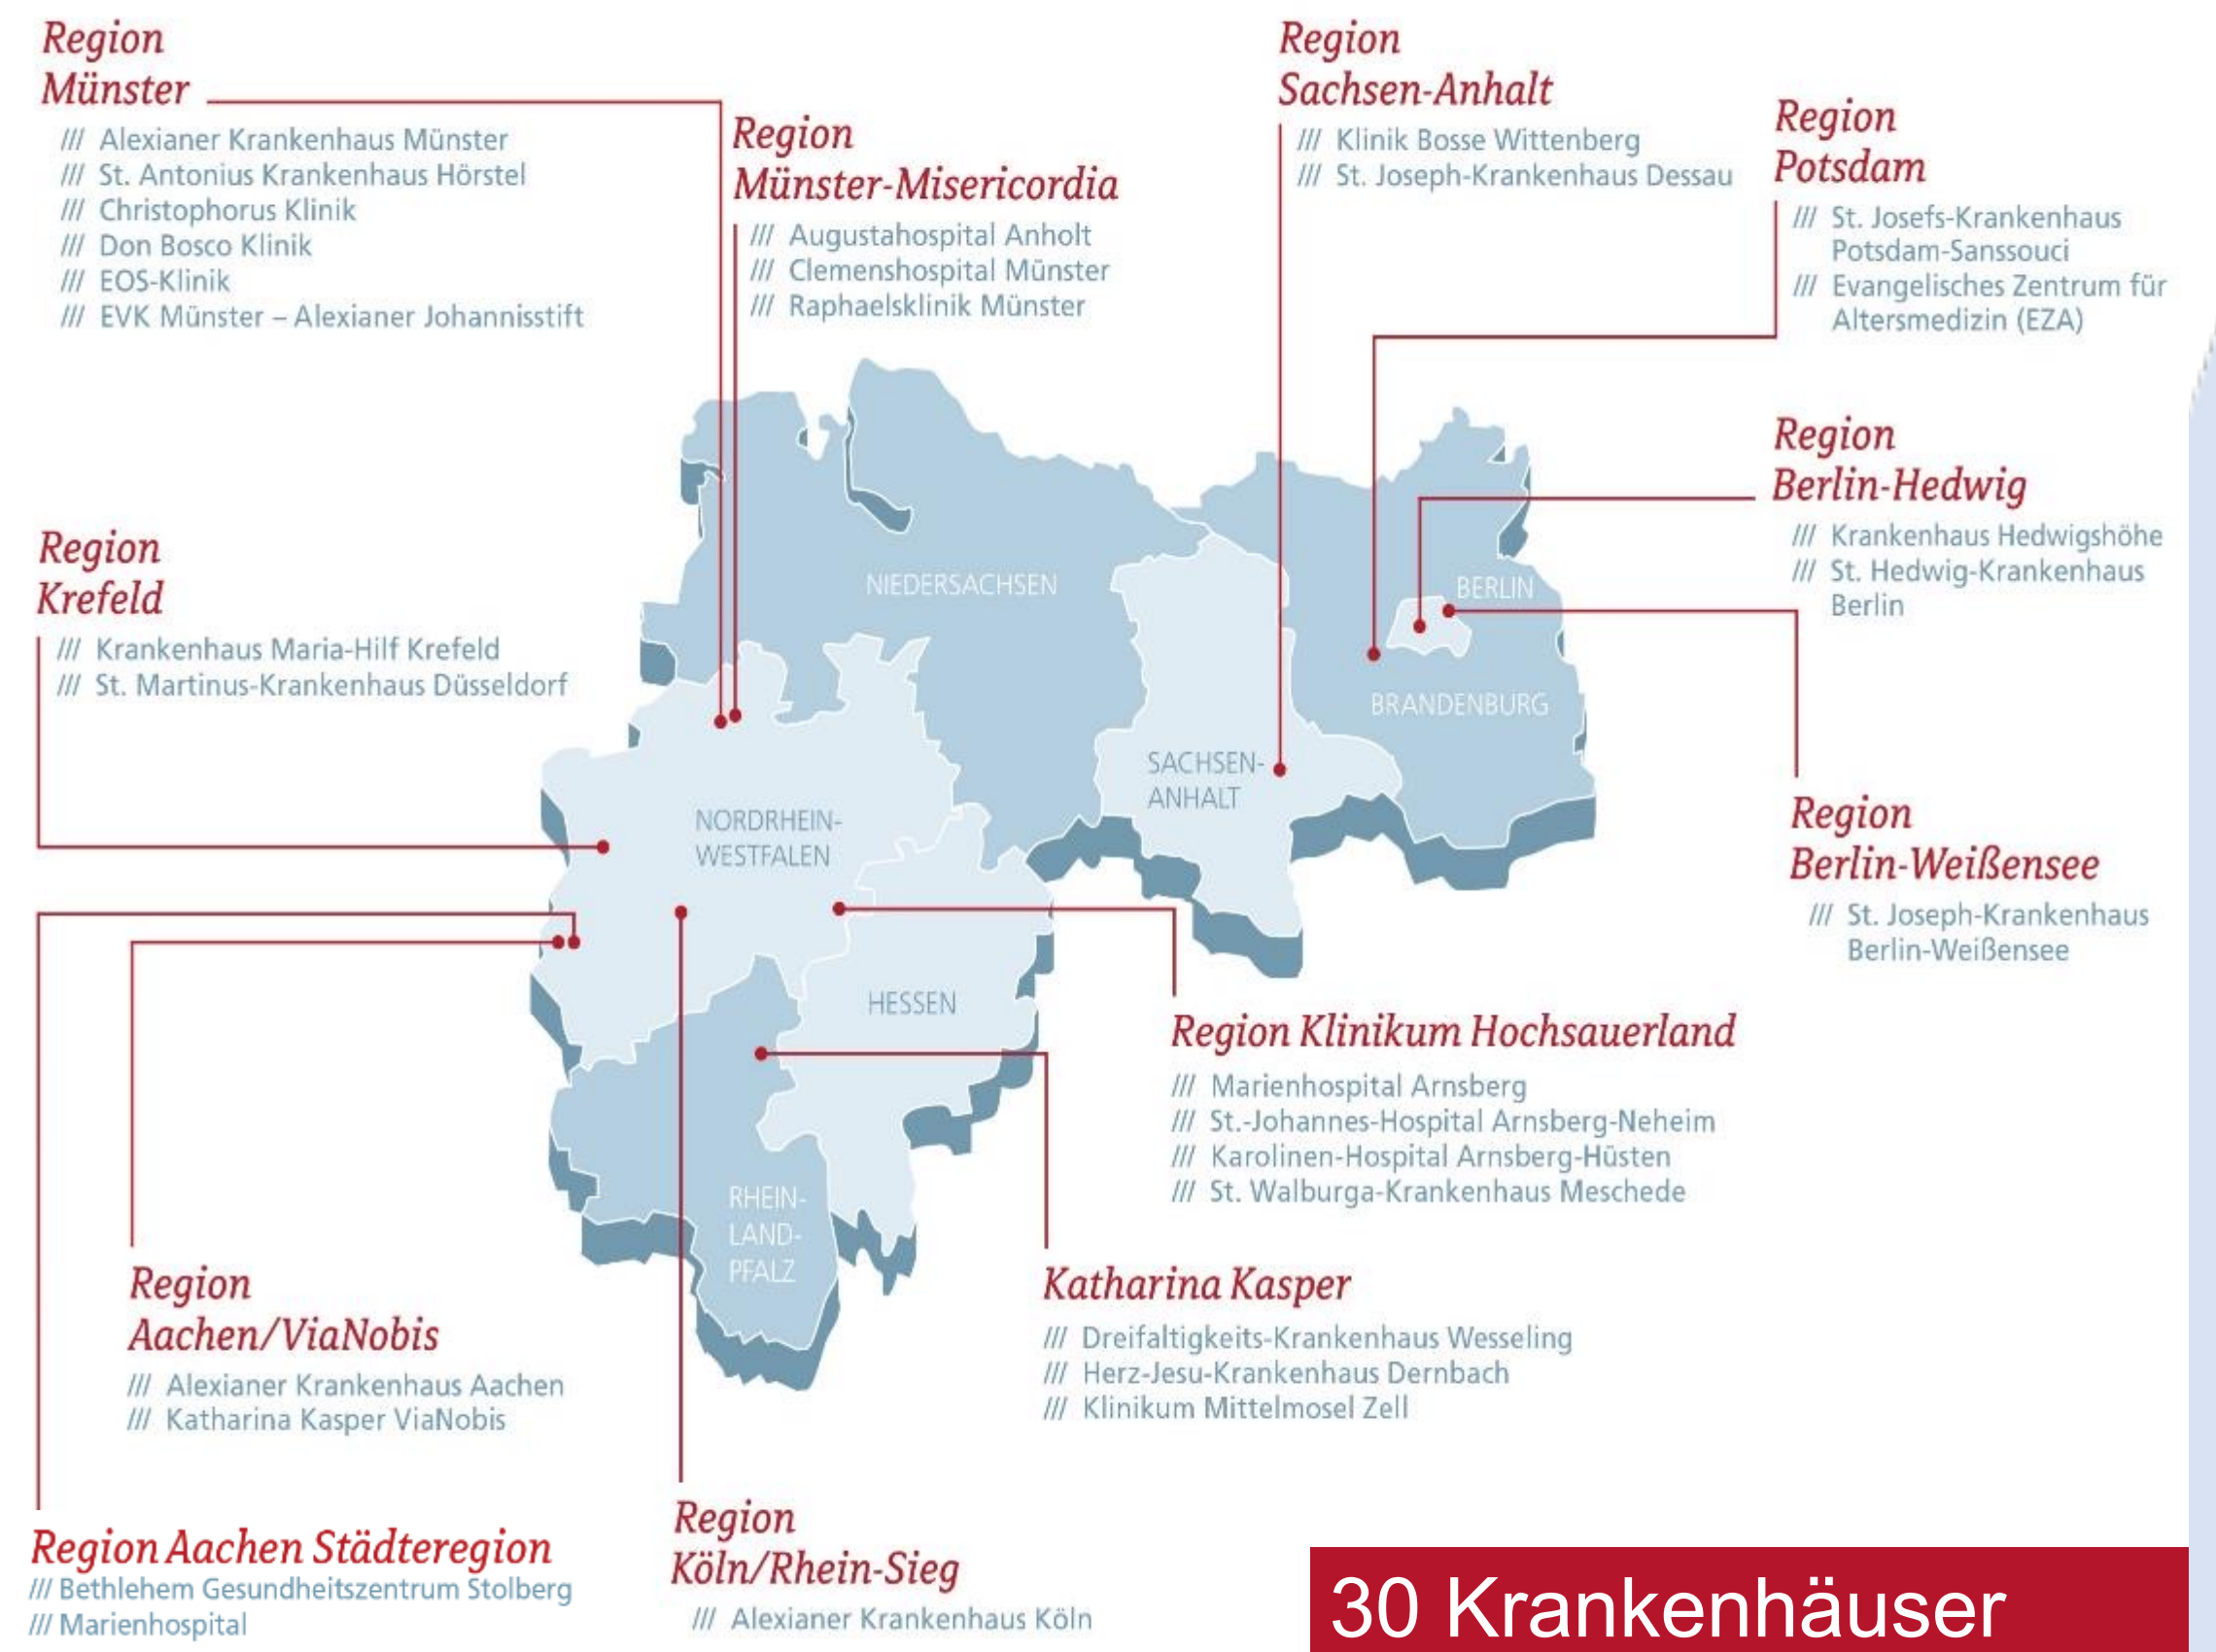 Region
Münster
/// Alexianer Krankenhaus Münster
/// St. Antonius Krankenhaus Hörstel
/// Christophorus Klinik
/// Don Bosco Klinik
/// EOS-Klinik
/// EVK Münster – Alexianer Johannisstift
Region
Münster-Misericordia
/// Augustahospital Anholt
/// Clemenshospital Münster
/// Raphaelsklinik Münster
Region
Sachsen-Anhalt
/// Klinik Bosse Wittenberg
/// St. Joseph-Krankenhaus Dessau
Region
Potsdam
/// St. Josefs-Krankenhaus
Potsdam-Sanssouci
/// Evangelisches Zentrum für
Altersmedizin (EZA)
Region
Berlin-Hedwig
/// Krankenhaus Hedwigshöhe
/// St. Hedwig-Krankenhaus
Berlin
Region
Krefeld
/// Krankenhaus Maria-Hilf Krefeld
/// St. Martinus-Krankenhaus Düsseldorf
NIEDERSACHSEN
BERLIN
BRANDENBURG
SACHSEN-
ANHALT
NORDRHEIN-
WESTFALEN
HESSEN
RHEIN-
LAND-
PFALZ
Region
Berlin-Weißensee
/// St. Joseph-Krankenhaus
Berlin-Weißensee
Region Klinikum Hochsauerland
/// Marienhospital Arnsberg
/// St.-Johannes-Hospital Arnsberg-Neheim
/// Karolinen-Hospital Arnsberg-Hüsten
/// St. Walburga-Krankenhaus Meschede
Region
Aachen/ViaNobis
/// Alexianer Krankenhaus Aachen
/// Katharina Kasper ViaNobis
Katharina Kasper
/// Dreifaltigkeits-Krankenhaus Wesseling
/// Herz-Jesu-Krankenhaus Dernbach
/// Klinikum Mittelmosel Zell
Region Aachen Städteregion
/// Bethlehem Gesundheitszentrum Stolberg
/// Marienhospital
Region
Köln/Rhein-Sieg
/// Alexianer Krankenhaus Köln
30 Krankenhäuser